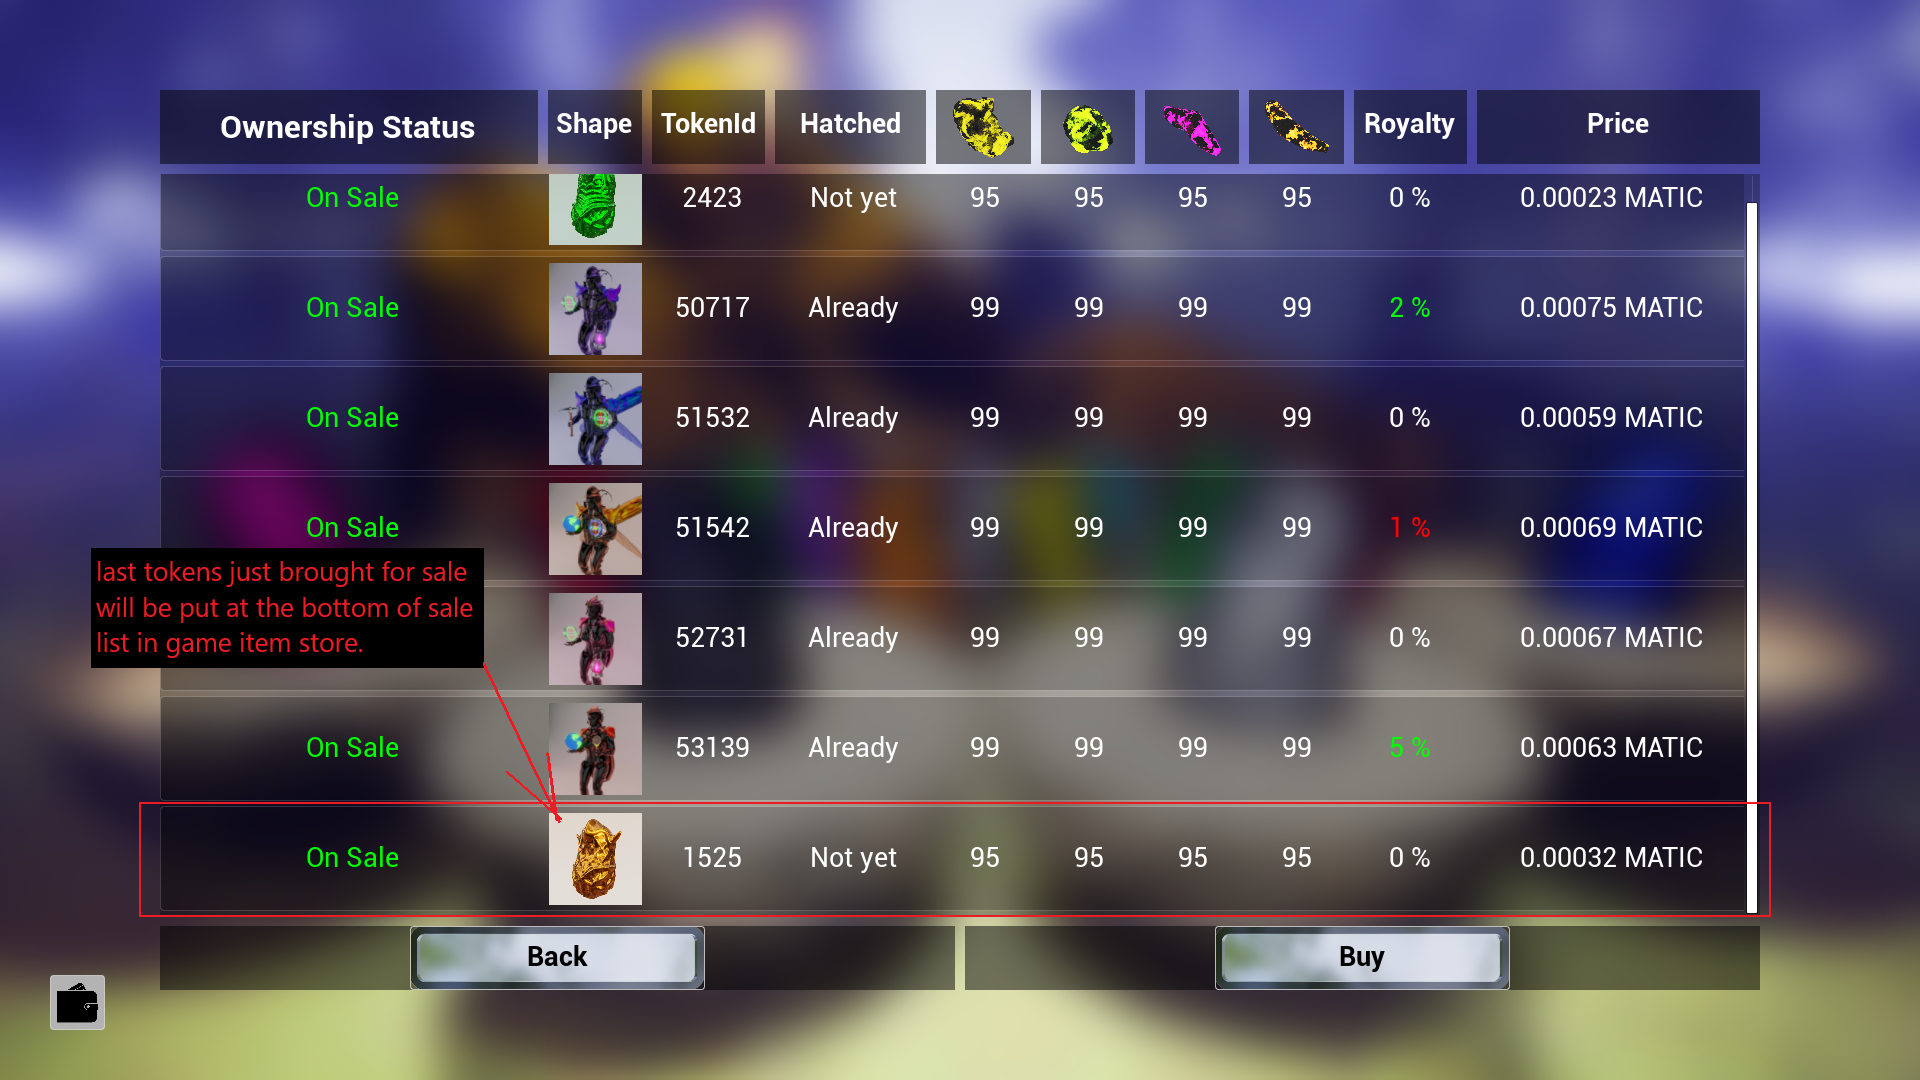 Ownership Status Shape TokenId Hatched Royalty Price
On Sale 2423 Not yet 95 95 95 95 0 % 0.00023 MATIC
On Sale 50717 Already 99 99 99 99 2 % 0.00075 MATIC
On Sale 51532 Already 99 99 99 99 0 % 0.00059 MATIC
On Sale 51542 Already 99 99 99 99 1 % 0.00069 MATIC
last tokens just brought for sale
will be put at the bottom of sale
list in game item store.
52731 Already 99 99 99 99 0 % 0.00067 MATIC
On Sale 53139 Already 99 99 99 99 5 % 0.00063 MATIC
On Sale 1525 Not yet 95 95 95 95 0 % 0.00032 MATIC
Back Buy